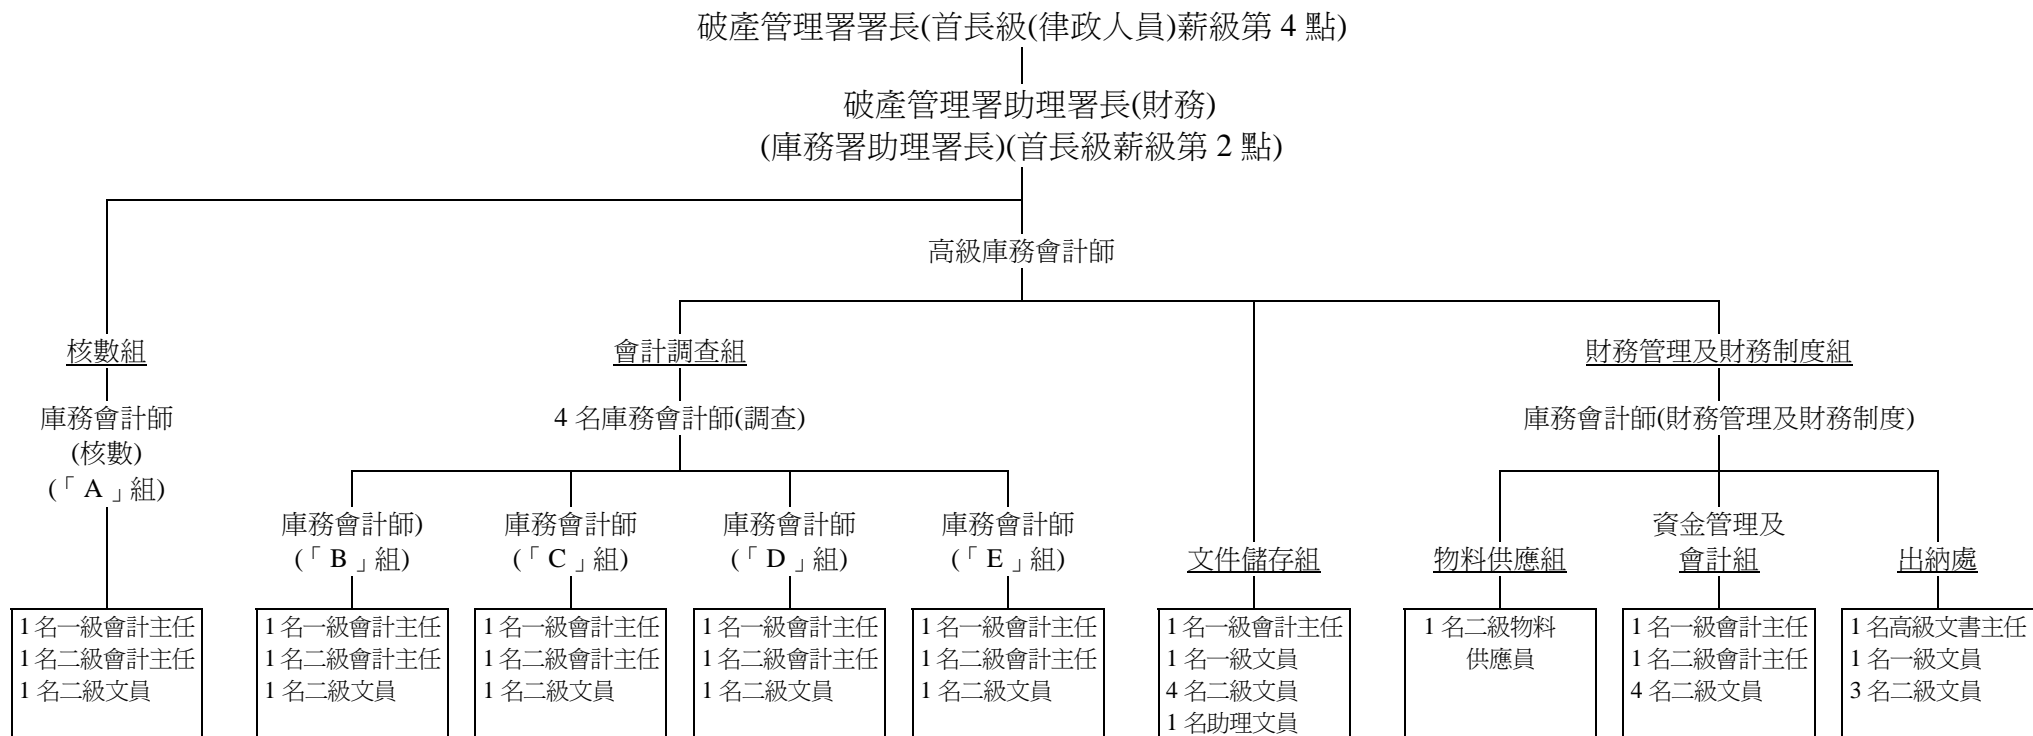 破產管理署署長(首長級(律政人員)薪級第 4 點)
破產管理署助理署長(財務)
(庫務署助理署長)(首長級薪級第 2 點)
高級庫務會計師
核數組
會計調查組
財務管理及財務制度組
庫務會計師
(核數)
(「 A 」組)
4 名庫務會計師(調查)
庫務會計師(財務管理及財務制度)
庫務會計師)
(「 B 」組)
庫務會計師
(「 C 」組)
庫務會計師
(「 D 」組)
庫務會計師
(「 E 」組)
文件儲存組
物料供應組
資金管理及
會計組
出納處
1 名一級會計主任
1 名二級會計主任
1 名二級文員
1 名一級會計主任
1 名二級會計主任
1 名二級文員
1 名一級會計主任
1 名二級會計主任
1 名二級文員
1 名一級會計主任
1 名二級會計主任
1 名二級文員
1 名一級會計主任
1 名二級會計主任
1 名二級文員
1 名一級會計主任
1 名一級文員
4 名二級文員
1 名助理文員
1 名二級物料
供應員
1 名一級會計主任
1 名二級會計主任
4 名二級文員
1 名高級文書主任
1 名一級文員
3 名二級文員